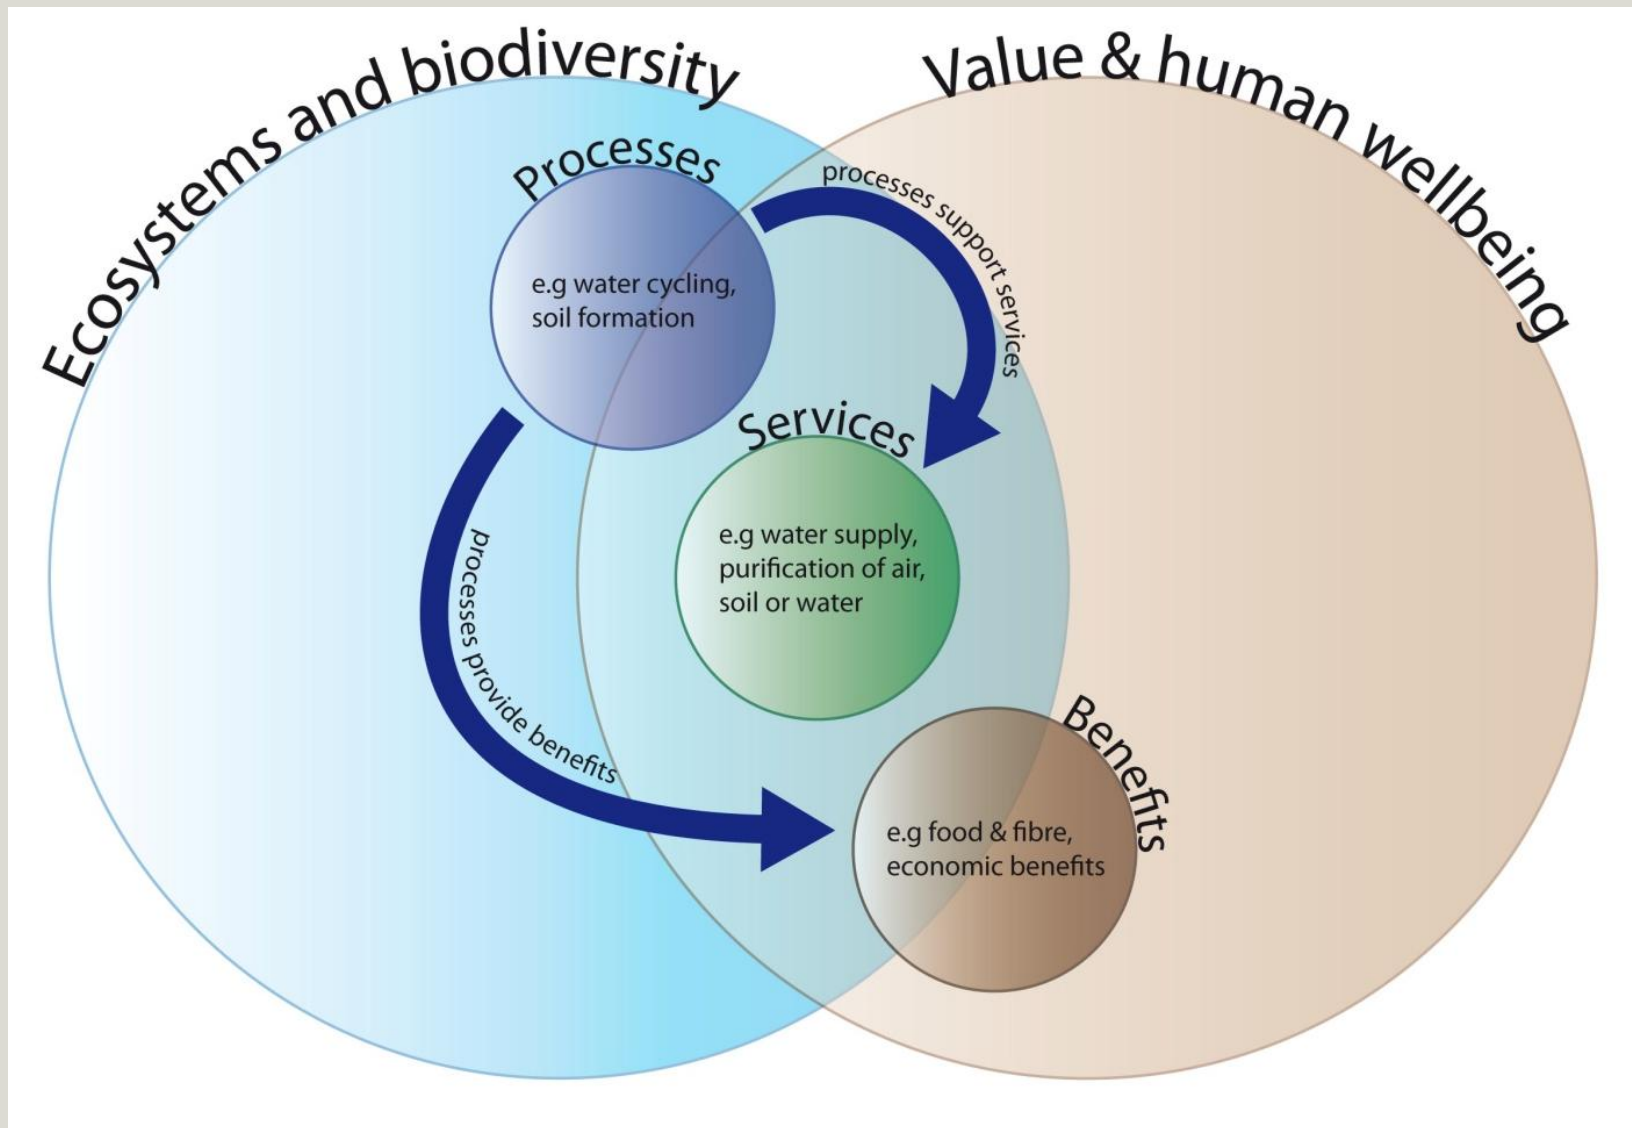 Ecosystems and biodiversity
Value & human wellbeing
Processes
e.g water cycling,
soil formation
processes support services
Services
e.g water supply,
purification of air,
soil or water
processes provide benefits
Benefits
e.g food & fibre,
economic benefits